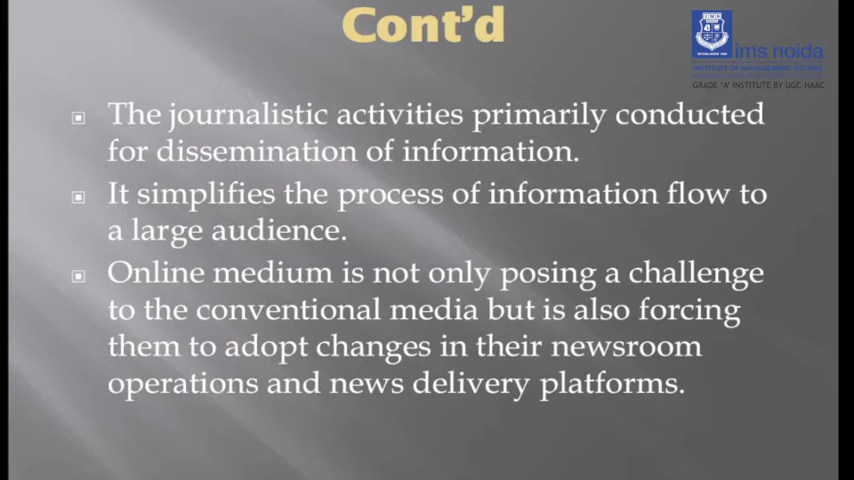 Cont'd
ims noida
INSTITUTE OF MANAGEMENT STUDIES
GRADE 'A' INSTITUTE BY UGC-NAAC
The journalistic activities primarily conducted
for dissemination of information.
It simplifies the process of information flow to
a large audience.
Online medium is not only posing a challenge
to the conventional media but is also forcing
them to adopt changes in their newsroom
operations and news delivery platforms.